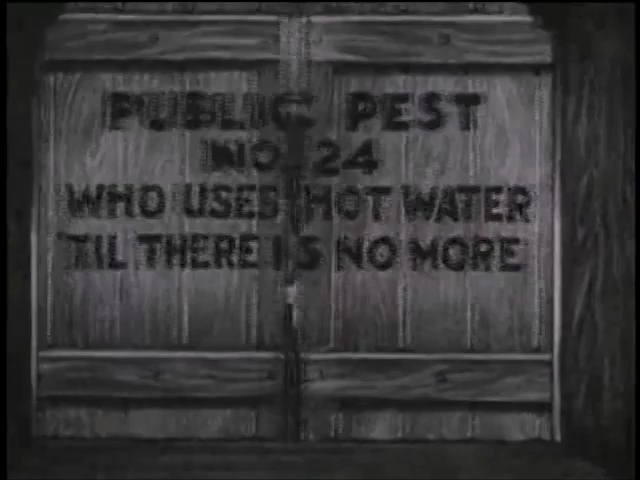 PUBLIC PEST
NO 24
WHO USES HOT WATER
'TIL THERE IS NO MORE